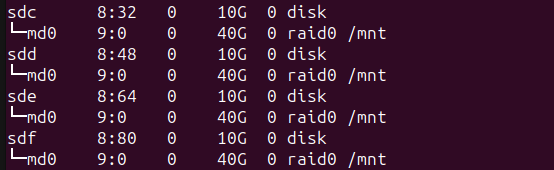 sdc      8:32   0    10G  0 disk
└─md0    9:0    0    40G  0 raid0 /mnt
sdd      8:48   0    10G  0 disk
└─md0    9:0    0    40G  0 raid0 /mnt
sde      8:64   0    10G  0 disk
└─md0    9:0    0    40G  0 raid0 /mnt
sdf      8:80   0    10G  0 disk
└─md0    9:0    0    40G  0 raid0 /mnt